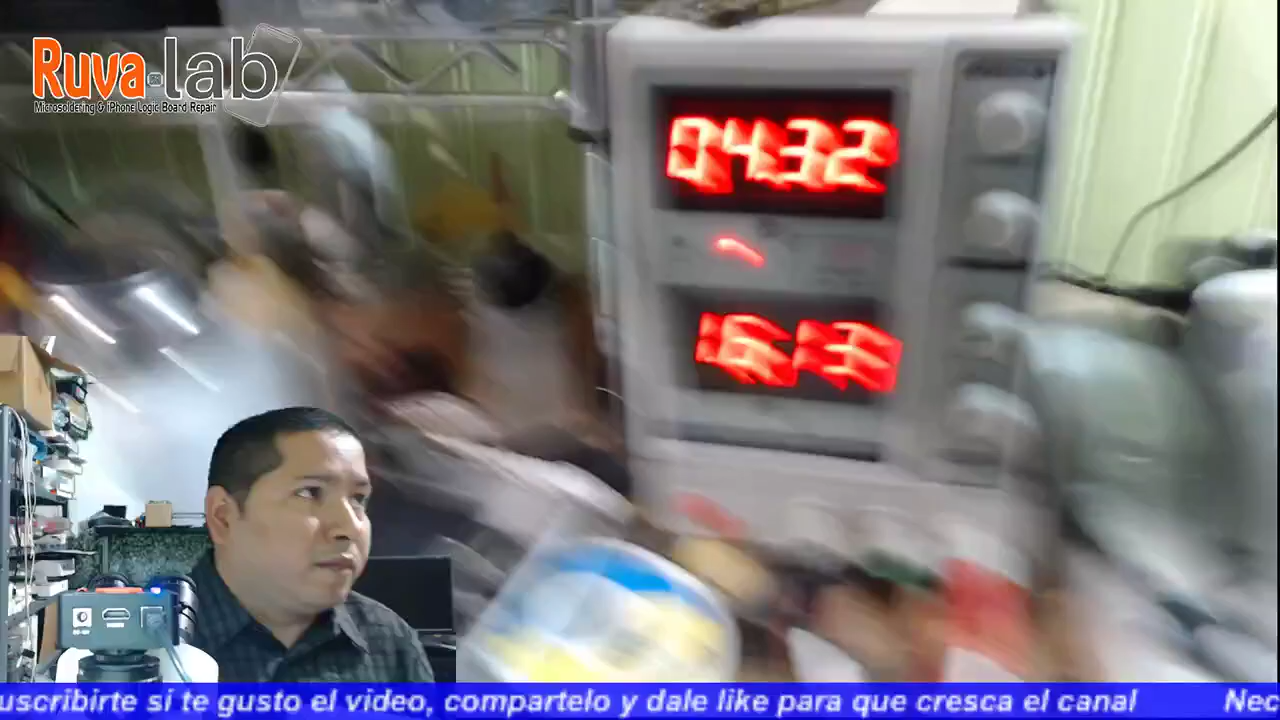 Ruva lab
Microsoldering & iPhone Logic Board Repair
0432
uscribirte si te gusto el video, compartelo y dale like para que cresca el canal Nec